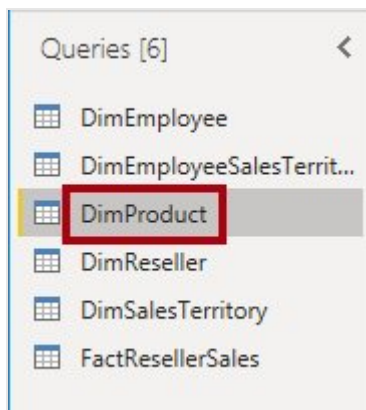 Queries [6]
DimEmployee
DimEmployeeSalesTerrit...
DimProduct
DimReseller
DimSalesTerritory
FactResellerSales